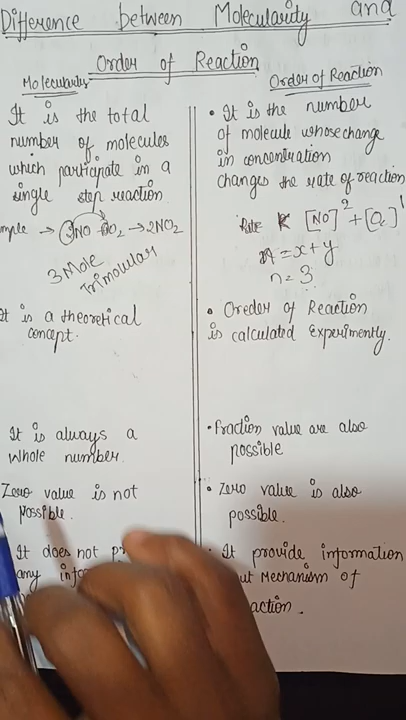 Difference between Molecularity and
Order of Reaction
Molecularity
It is the total
number of molecules
which participate in a
single step reaction
mple → 2NO + O₂ → 2NO₂
3 Mole
Trimolcular
It is a theoretical
concept.
It is always a
whole number.
Zero value is not
possible.
It does not
any
Order of Reaction
• It is the number
of molecule whose change
in concentration
changes the rate of reaction
Rate K [NO]² + [O₂]¹
n = x + y
n = 3
• Oreder of Reaction
is calculated Experimently.
• Fraction value are also
possible
• Zero value is also
possible.
• It provide information
ut Mechanism of
action.